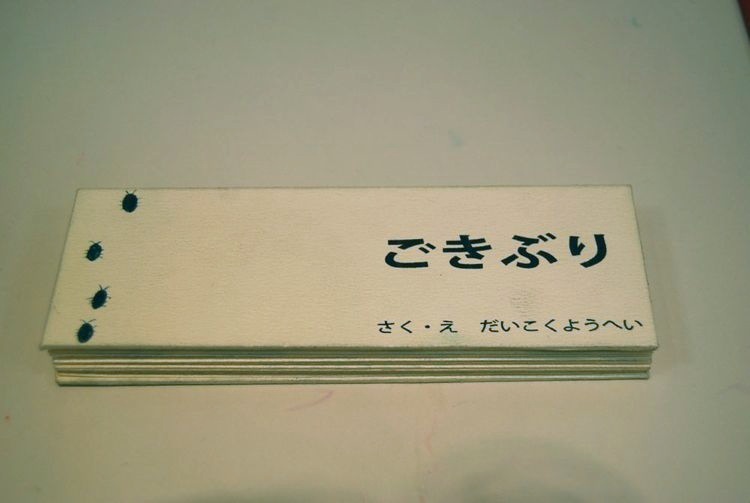 ごきぶり
さく・え　だいこくようへい